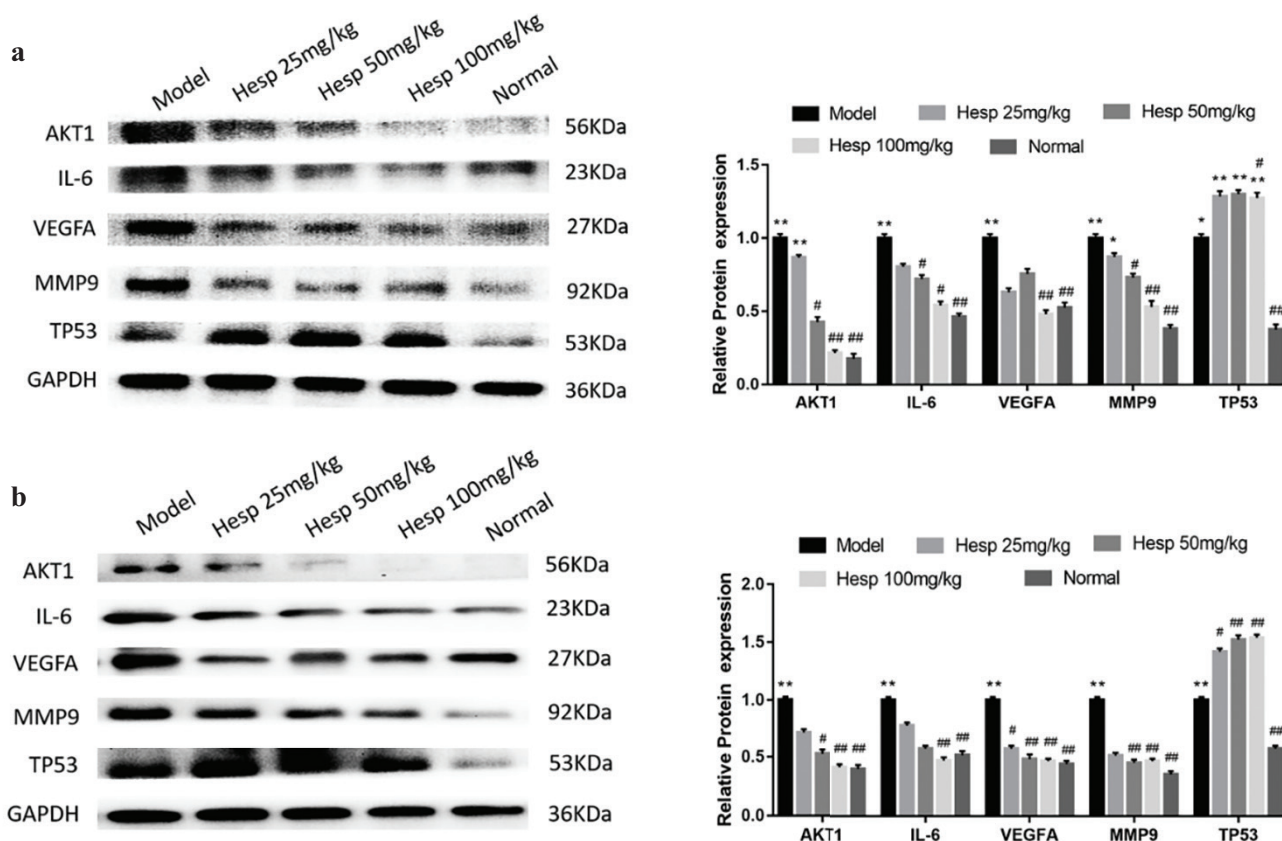 a
Model Hesp 25mg/kg Hesp 50mg/kg Hesp 100mg/kg Normal
AKT1 56KDa
IL-6 23KDa
VEGFA 27KDa
MMP9 92KDa
TP53 53KDa
GAPDH 36KDa
Model Hesp 25mg/kg Hesp 50mg/kg
Hesp 100mg/kg Normal
Relative Protein expression
1.5
1.0
0.5
0.0
** ** # ## ##
** # # ##
** ## ##
** * # ## ##
* ** ** # ** ##
AKT1 IL-6 VEGFA MMP9 TP53
b
Model Hesp 25mg/kg Hesp 50mg/kg Hesp 100mg/kg Normal
AKT1 56KDa
IL-6 23KDa
VEGFA 27KDa
MMP9 92KDa
TP53 53KDa
GAPDH 36KDa
Model Hesp 25mg/kg Hesp 50mg/kg
Hesp 100mg/kg Normal
Relative Protein expression
2.0
1.5
1.0
0.5
0.0
** # ## ##
** ## ##
** # ## ## ##
** ## ## ##
** # ## ## ##
AKT1 IL-6 VEGFA MMP9 TP53